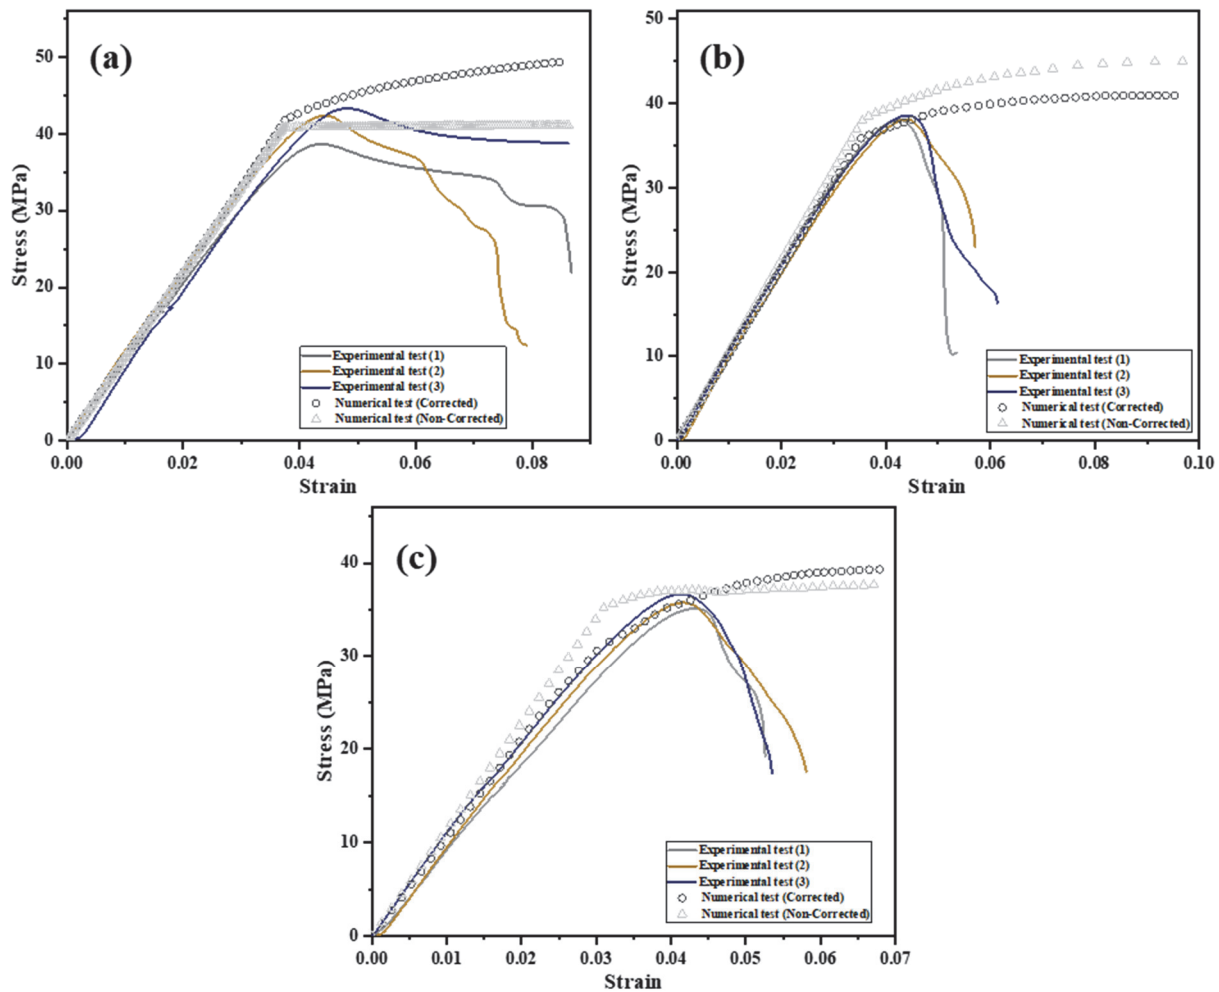 (a)
50
40
30
20
10
0
Stress (MPa)
Experimental test (1)
Experimental test (2)
Experimental test (3)
Numerical test (Corrected)
Numerical test (Non-Corrected)
0.00 0.02 0.04 0.06 0.08
Strain
(b)
50
40
30
20
10
0
Stress (MPa)
Experimental test (1)
Experimental test (2)
Experimental test (3)
Numerical test (Corrected)
Numerical test (Non-Corrected)
0.00 0.02 0.04 0.06 0.08 0.10
Strain
(c)
40
30
20
10
0
Stress (MPa)
Experimental test (1)
Experimental test (2)
Experimental test (3)
Numerical test (Corrected)
Numerical test (Non-Corrected)
0.00 0.01 0.02 0.03 0.04 0.05 0.06 0.07
Strain